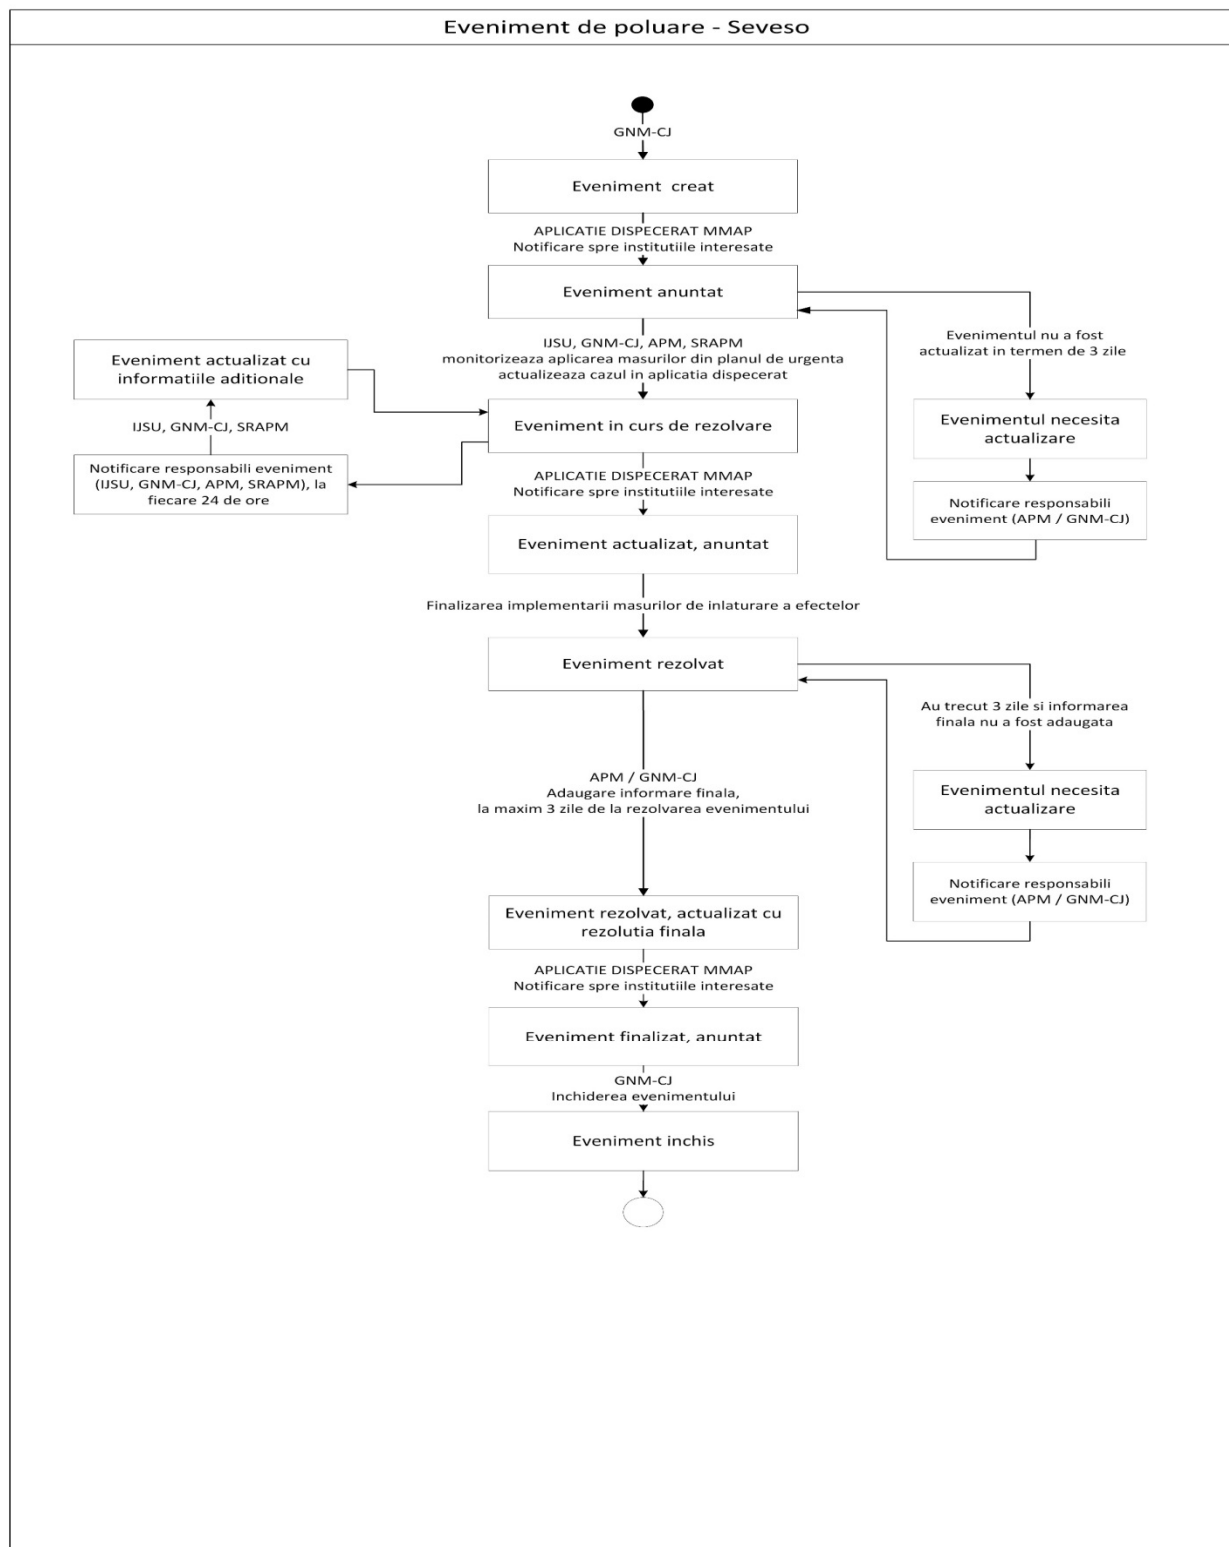 Eveniment de poluare - Seveso
GNM-CJ
Eveniment creat
APLICATIE DISPECERAT MMAP
Notificare spre institutiile interesate
Eveniment anuntat
Evenimentul nu a fost
actualizat in termen de 3 zile
IJSU, GNM-CJ, APM, SRAPM
monitorizeaza aplicarea masurilor din planul de urgenta
actualizeaza cazul in aplicatia dispecerat
Eveniment actualizat cu
informatiile aditionale
Eveniment in curs de rezolvare
Evenimentul necesita
actualizare
IJSU, GNM-CJ, SRAPM
Notificare responsabili eveniment
(IJSU, GNM-CJ, APM, SRAPM), la
fiecare 24 de ore
APLICATIE DISPECERAT MMAP
Notificare spre institutiile interesate
Notificare responsabili
eveniment (APM / GNM-CJ)
Eveniment actualizat, anuntat
Finalizarea implementarii masurilor de inlaturare a efectelor
Eveniment rezolvat
Au trecut 3 zile si informarea
finala nu a fost adaugata
APM / GNM-CJ
Adaugare informare finala,
la maxim 3 zile de la rezolvarea evenimentului
Evenimentul necesita
actualizare
Notificare responsabili
eveniment (APM / GNM-CJ)
Eveniment rezolvat, actualizat cu
rezolutia finala
APLICATIE DISPECERAT MMAP
Notificare spre institutiile interesate
Eveniment finalizat, anuntat
GNM-CJ
Inchiderea evenimentului
Eveniment inchis